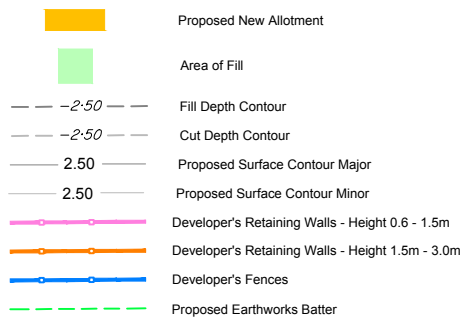 Proposed New Allotment
Area of Fill
-2·50 Fill Depth Contour
-2·50 Cut Depth Contour
2.50 Proposed Surface Contour Major
2.50 Proposed Surface Contour Minor
Developer's Retaining Walls - Height 0.6 - 1.5m
Developer's Retaining Walls - Height 1.5m - 3.0m
Developer's Fences
Proposed Earthworks Batter